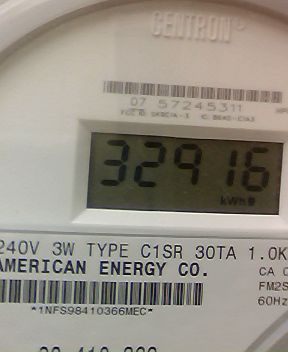 CENTRON
07 57245311
32916
kWh
240V 3W TYPE C1SR 30TA 1.0K
AMERICAN ENERGY CO.
CA 0
FM2S
60Hz
*1NFS98410366MEC*